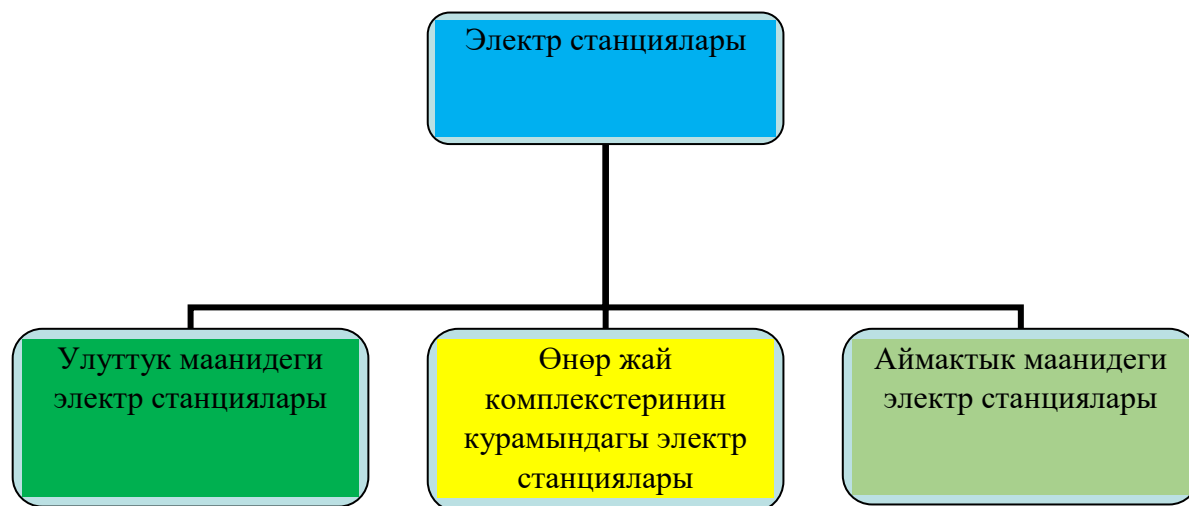 Электр станциялары
Улуттук маанидеги
электр станциялары
Өнөр жай
комплекстеринин
курамындагы электр
станциялары
Аймактык маанидеги
электр станциялары